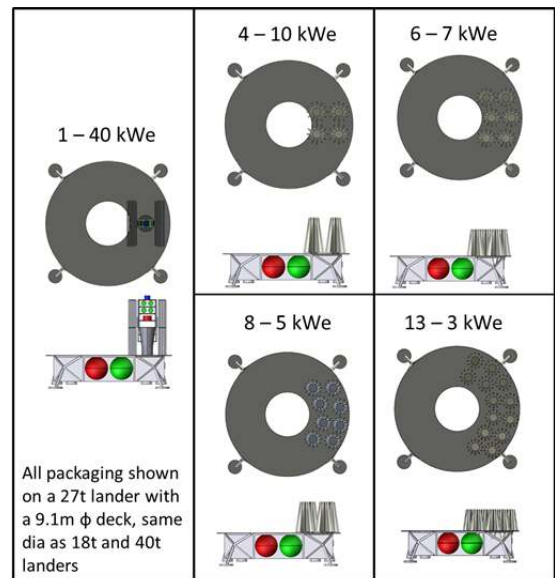 1 – 40 kWe
All packaging shown
on a 27t lander with
a 9.1m ϕ deck, same
dia as 18t and 40t
landers
4 – 10 kWe
6 – 7 kWe
8 – 5 kWe
13 – 3 kWe